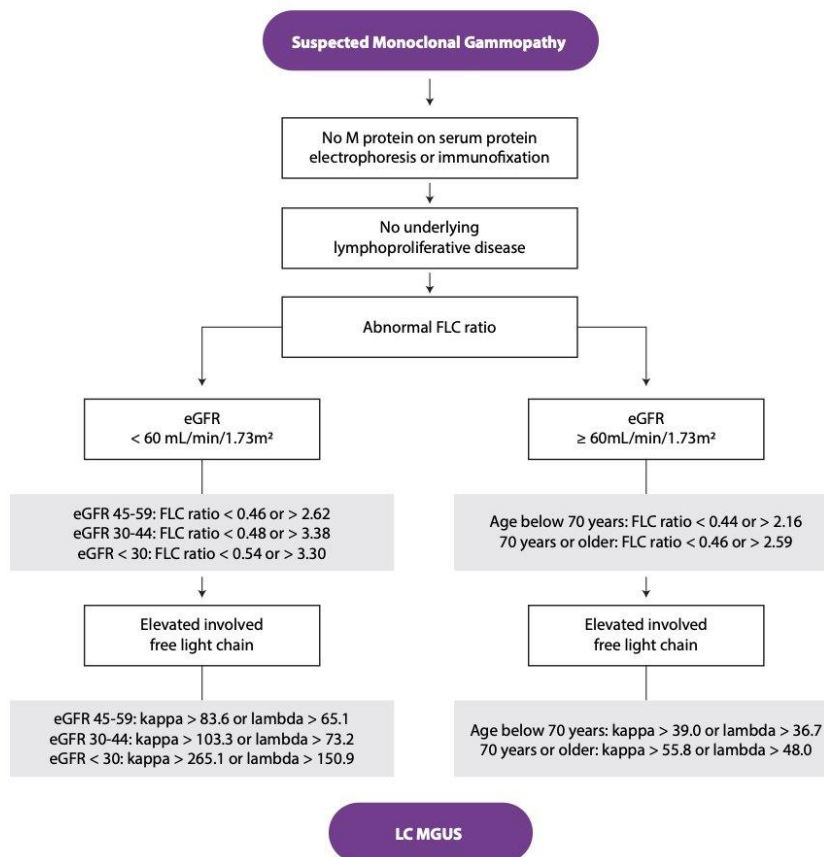 Suspected Monoclonal Gammopathy
No M protein on serum protein
electrophoresis or immunofixation
No underlying
lymphoproliferative disease
Abnormal FLC ratio
eGFR
< 60 mL/min/1.73m²
eGFR 45-59: FLC ratio < 0.46 or > 2.62
eGFR 30-44: FLC ratio < 0.48 or > 3.38
eGFR < 30: FLC ratio < 0.54 or > 3.30
Elevated involved
free light chain
eGFR 45-59: kappa > 83.6 or lambda > 65.1
eGFR 30-44: kappa > 103.3 or lambda > 73.2
eGFR < 30: kappa > 265.1 or lambda > 150.9
eGFR
≥ 60mL/min/1.73m²
Age below 70 years: FLC ratio < 0.44 or > 2.16
70 years or older: FLC ratio < 0.46 or > 2.59
Elevated involved
free light chain
Age below 70 years: kappa > 39.0 or lambda > 36.7
70 years or older: kappa > 55.8 or lambda > 48.0
LC MGUS